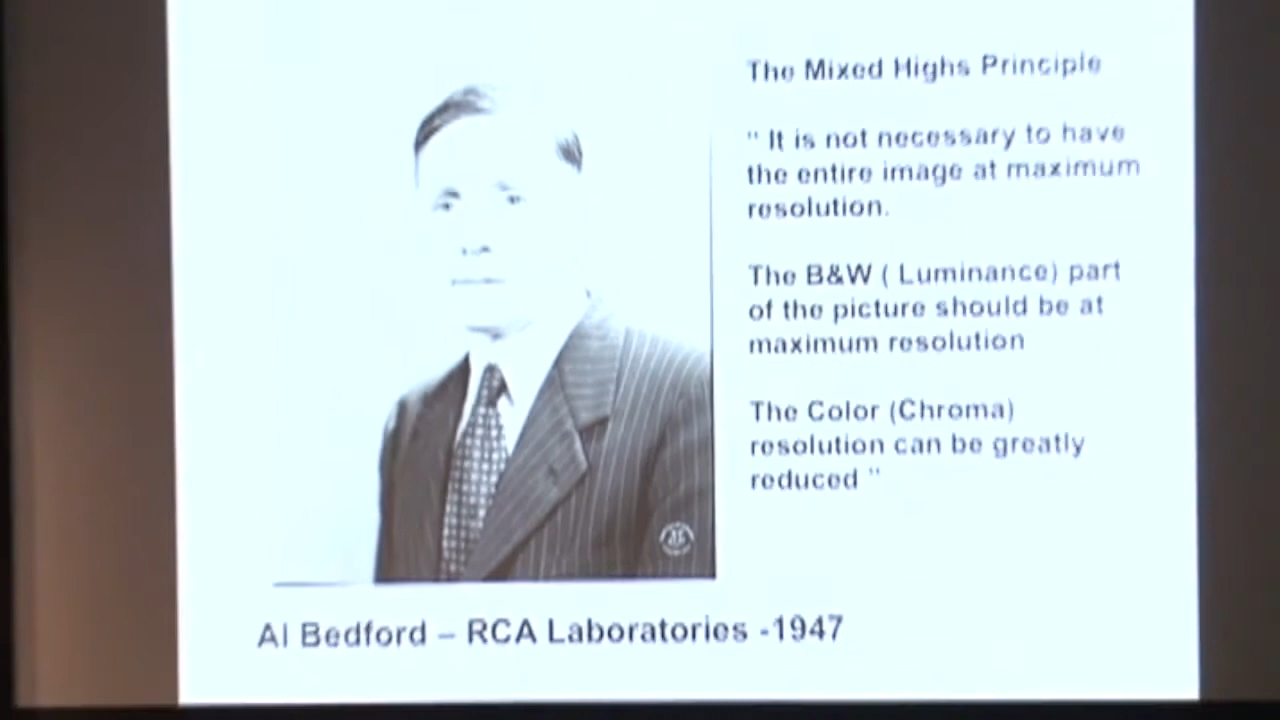 The Mixed Highs Principle
" It is not necessary to have
the entire image at maximum
resolution.
The B&W ( Luminance) part
of the picture should be at
maximum resolution
The Color (Chroma)
resolution can be greatly
reduced "
Al Bedford – RCA Laboratories -1947